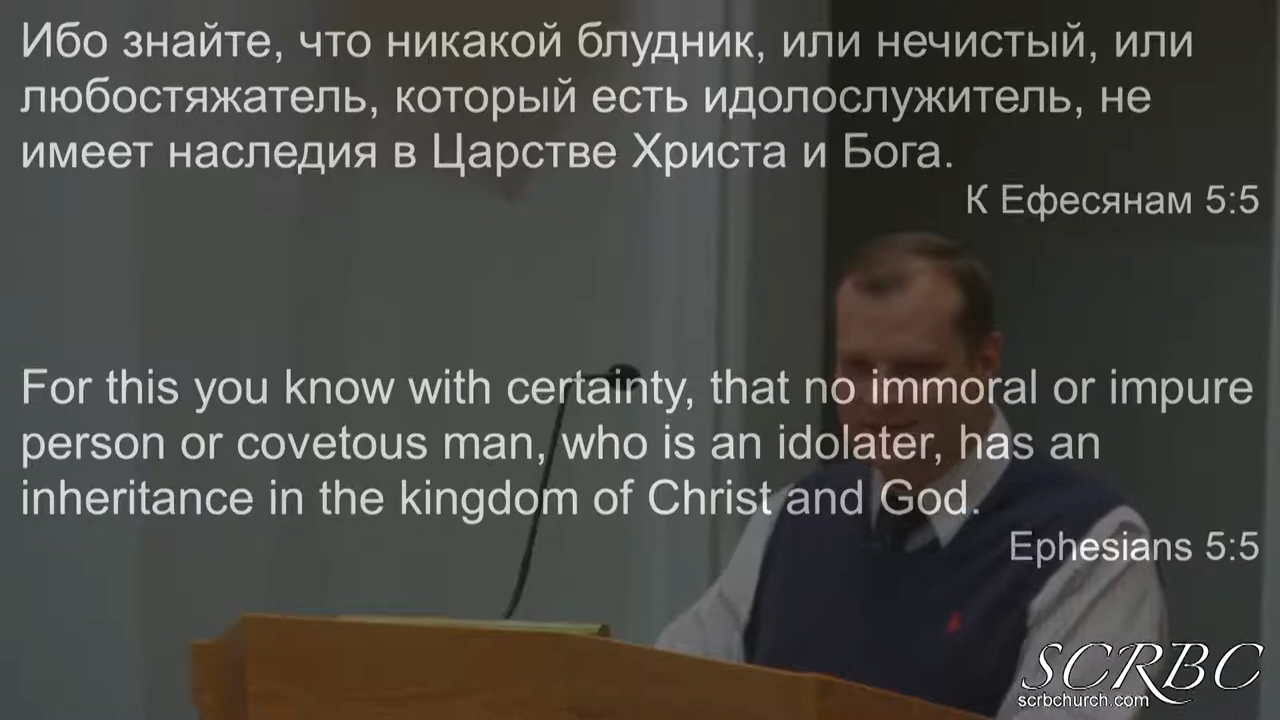 Ибо знайте, что никакой блудник, или нечистый, или
любостяжатель, который есть идолослужитель, не
имеет наследия в Царстве Христа и Бога.
К Ефесянам 5:5
For this you know with certainty, that no immoral or impure
person or covetous man, who is an idolater, has an
inheritance in the kingdom of Christ and God.
Ephesians 5:5
SCRBC
scrbchurch.com